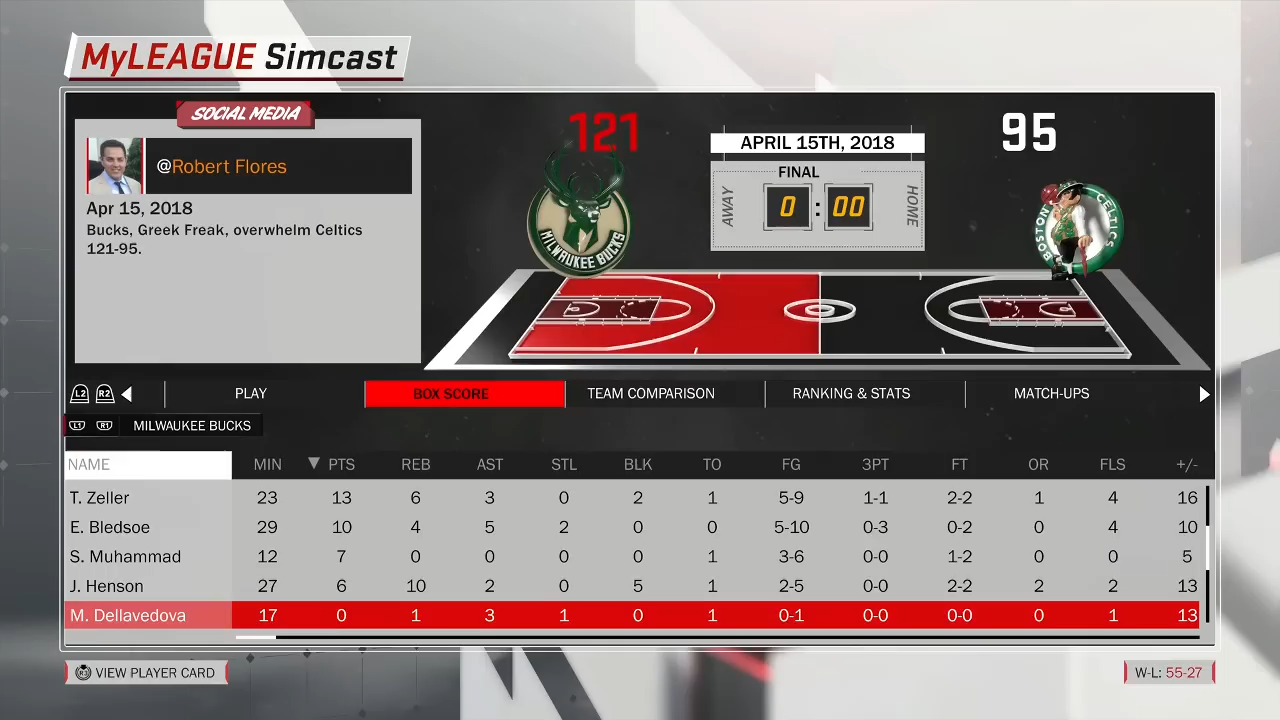 MyLEAGUE Simcast
SOCIAL MEDIA
@Robert Flores
Apr 15, 2018
Bucks, Greek Freak, overwhelm Celtics
121-95.
121
MILWAUKEE BUCKS
APRIL 15TH, 2018
FINAL
AWAY
0 : 00
HOME
95
BOSTON CELTICS
L2 R2 PLAY BOX SCORE TEAM COMPARISON RANKING & STATS MATCH-UPS
L1 R1 MILWAUKEE BUCKS
NAME MIN ▼ PTS REB AST STL BLK TO FG 3PT FT OR FLS +/-
T. Zeller 23 13 6 3 0 2 1 5-9 1-1 2-2 1 4 16
E. Bledsoe 29 10 4 5 2 0 0 5-10 0-3 0-2 0 4 10
S. Muhammad 12 7 0 0 0 0 1 3-6 0-0 1-2 0 0 5
J. Henson 27 6 10 2 0 5 1 2-5 0-0 2-2 2 2 13
M. Dellavedova 17 0 1 3 1 0 1 0-1 0-0 0-0 0 1 13
R3 VIEW PLAYER CARD
W-L: 55-27